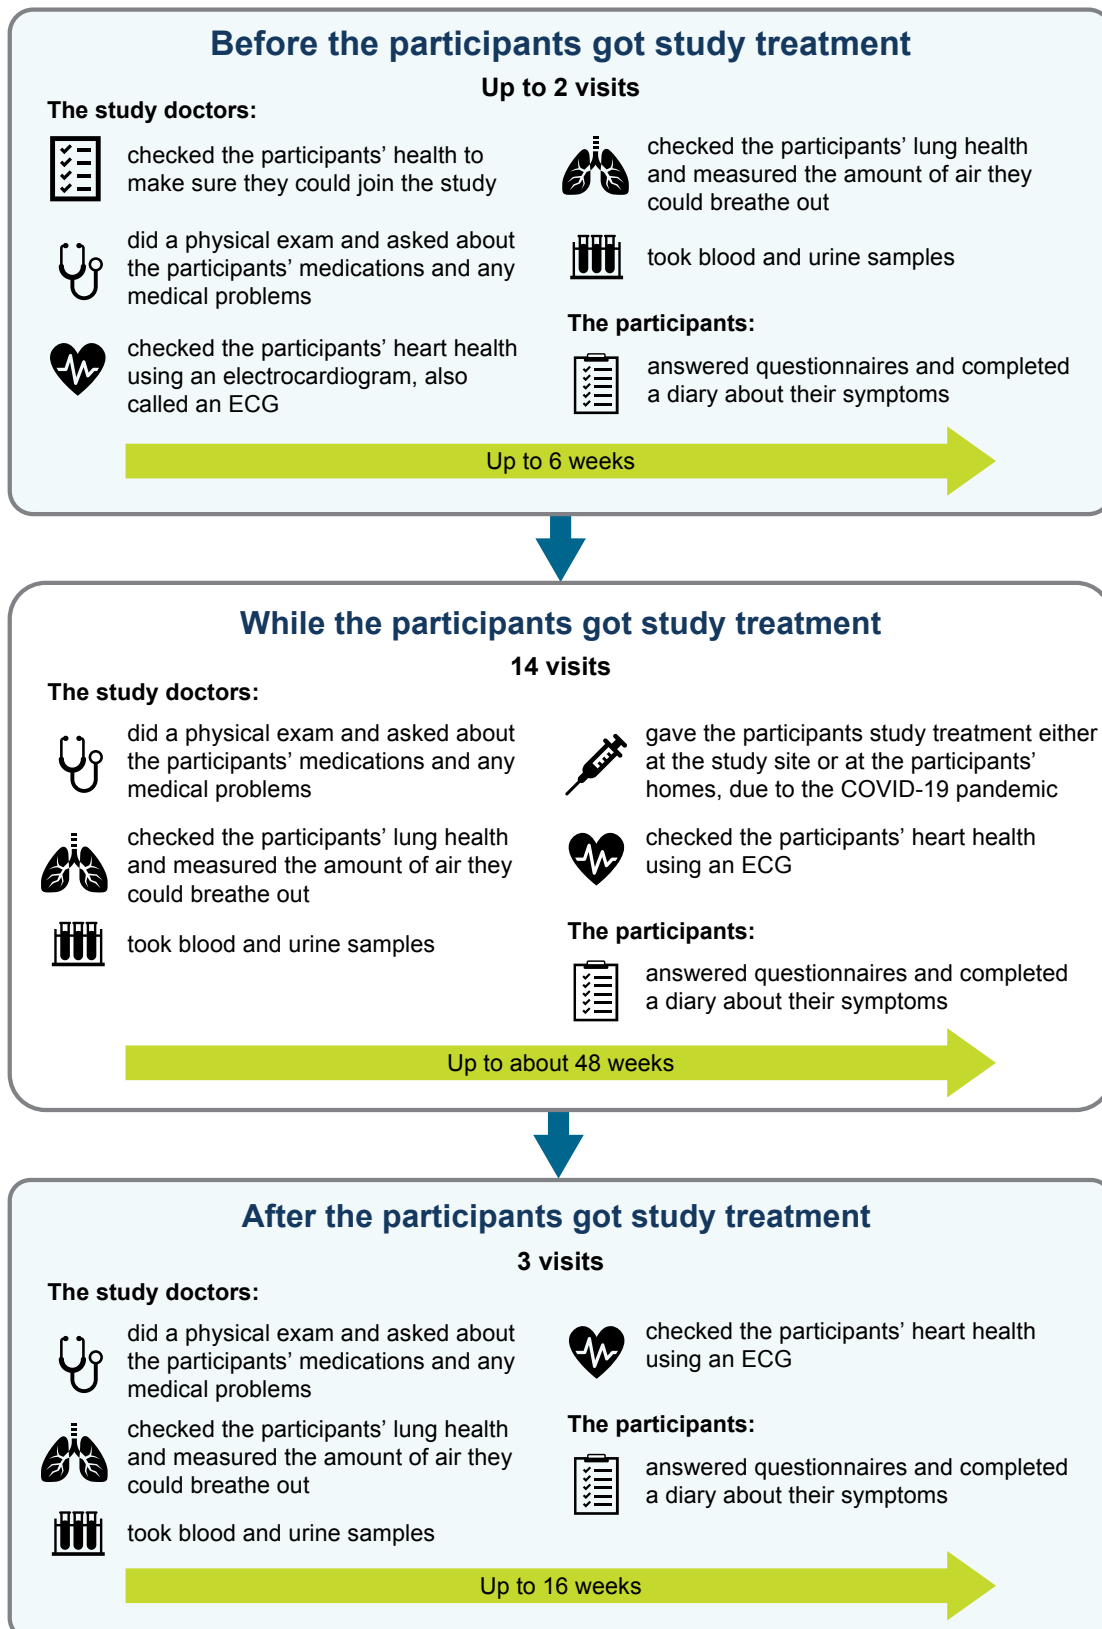 Before the participants got study treatment
Up to 2 visits
The study doctors:
checked the participants’ health to
make sure they could join the study
did a physical exam and asked about
the participants’ medications and any
medical problems
checked the participants’ heart health
using an electrocardiogram, also
called an ECG
checked the participants’ lung health
and measured the amount of air they
could breathe out
took blood and urine samples
The participants:
answered questionnaires and completed
a diary about their symptoms
Up to 6 weeks
While the participants got study treatment
14 visits
The study doctors:
did a physical exam and asked about
the participants’ medications and any
medical problems
checked the participants’ lung health
and measured the amount of air they
could breathe out
took blood and urine samples
gave the participants study treatment either
at the study site or at the participants’
homes, due to the COVID-19 pandemic
checked the participants’ heart health
using an ECG
The participants:
answered questionnaires and completed
a diary about their symptoms
Up to about 48 weeks
After the participants got study treatment
3 visits
The study doctors:
did a physical exam and asked about
the participants’ medications and any
medical problems
checked the participants’ lung health
and measured the amount of air they
could breathe out
took blood and urine samples
checked the participants’ heart health
using an ECG
The participants:
answered questionnaires and completed
a diary about their symptoms
Up to 16 weeks